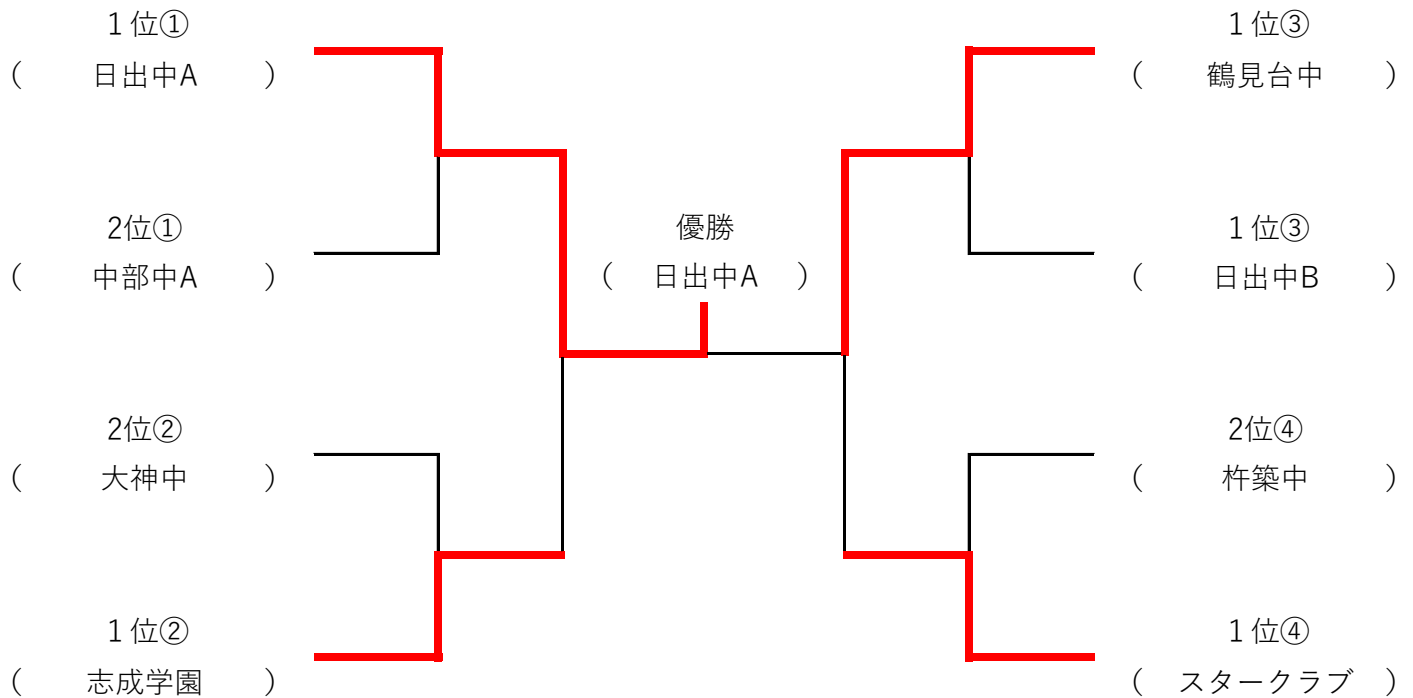 １位①
（ 日出中A ）
2位①
（ 中部中A ）
2位②
（ 大神中 ）
１位②
（ 志成学園 ）
優勝
（ 日出中A ）
１位③
（ 鶴見台中 ）
１位③
（ 日出中B ）
2位④
（ 杵築中 ）
１位④
（ スタークラブ ）